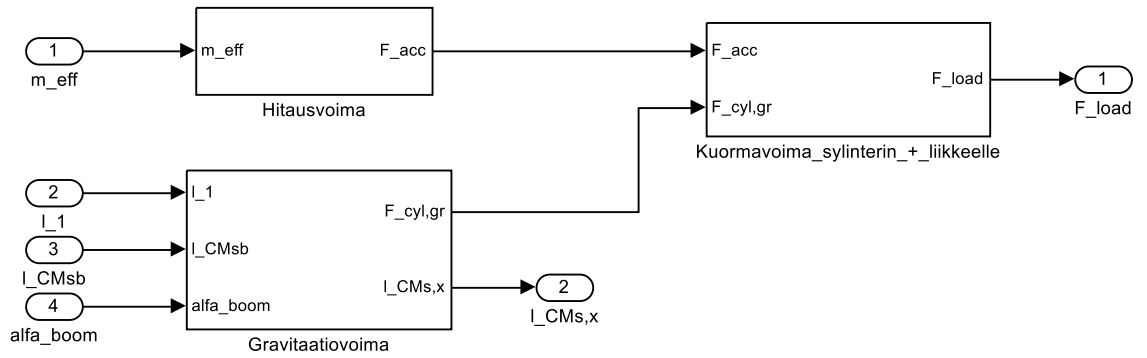 1
m_eff
m_eff
F_acc
Hitausvoima
F_acc
F_cyl,gr
F_load
Kuormavoima_sylinterin_+_liikkeelle
1
F_load
2
l_1
3
l_CMsb
4
alfa_boom
l_1
l_CMsb
alfa_boom
F_cyl,gr
l_CMs,x
Gravitaatiovoima
2
l_CMs,x